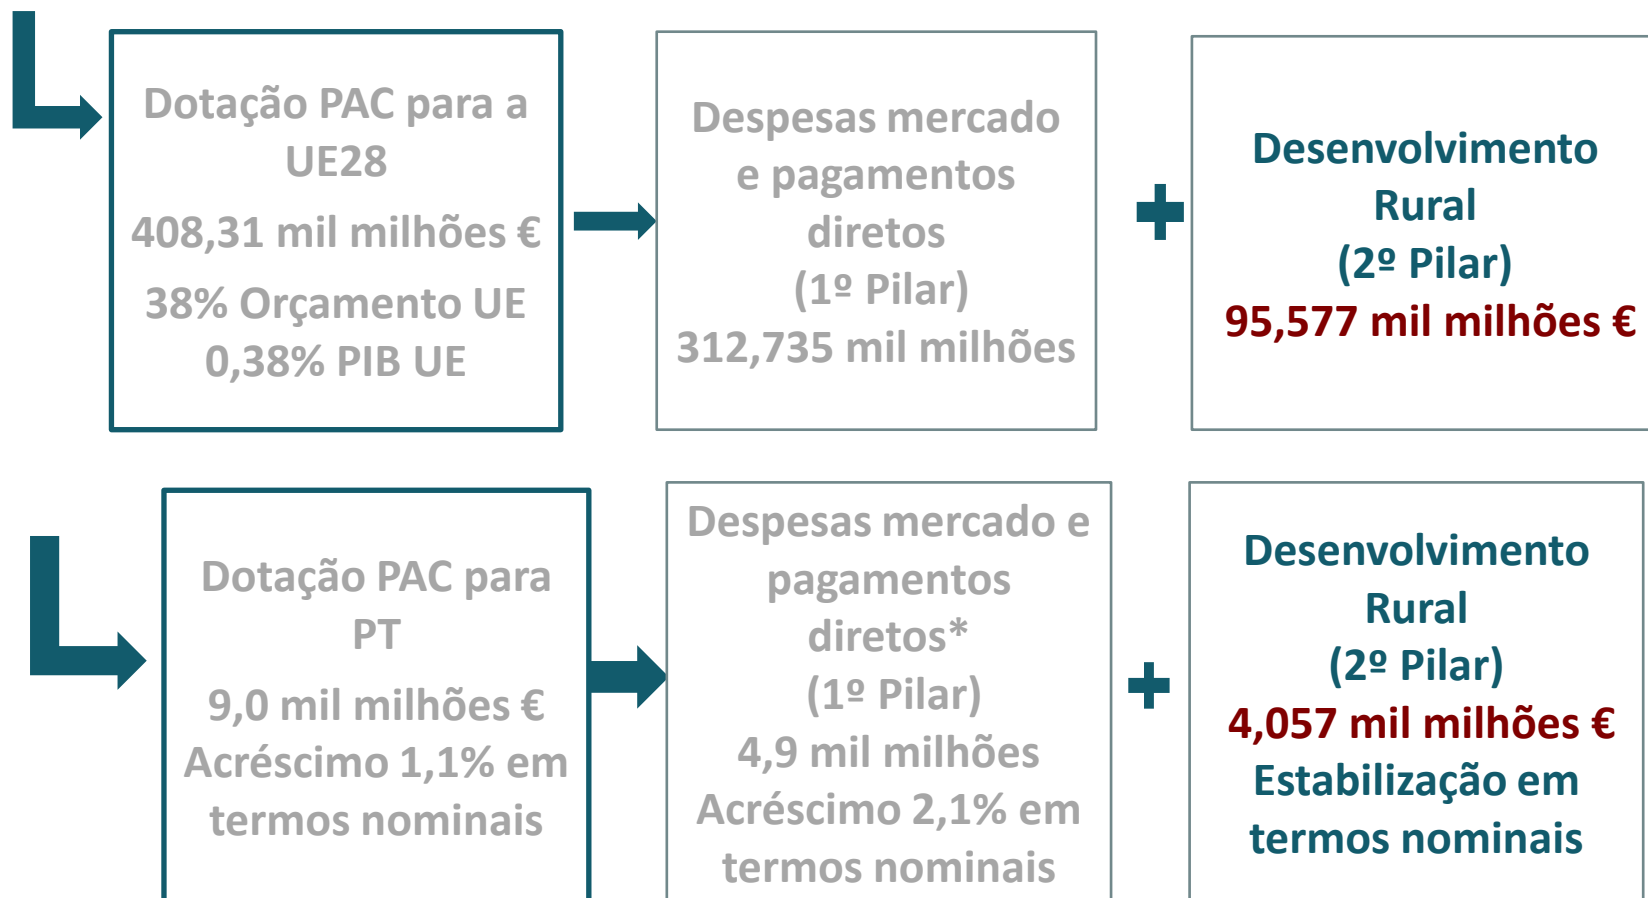 Dotação PAC para a
UE28
408,31 mil milhões €
38% Orçamento UE
0,38% PIB UE
Despesas mercado
e pagamentos
diretos
(1º Pilar)
312,735 mil milhões
Desenvolvimento
Rural
(2º Pilar)
95,577 mil milhões €
Dotação PAC para
PT
9,0 mil milhões €
Acréscimo 1,1% em
termos nominais
Despesas mercado e
pagamentos
diretos*
(1º Pilar)
4,9 mil milhões
Acréscimo 2,1% em
termos nominais
Desenvolvimento
Rural
(2º Pilar)
4,057 mil milhões €
Estabilização em
termos nominais